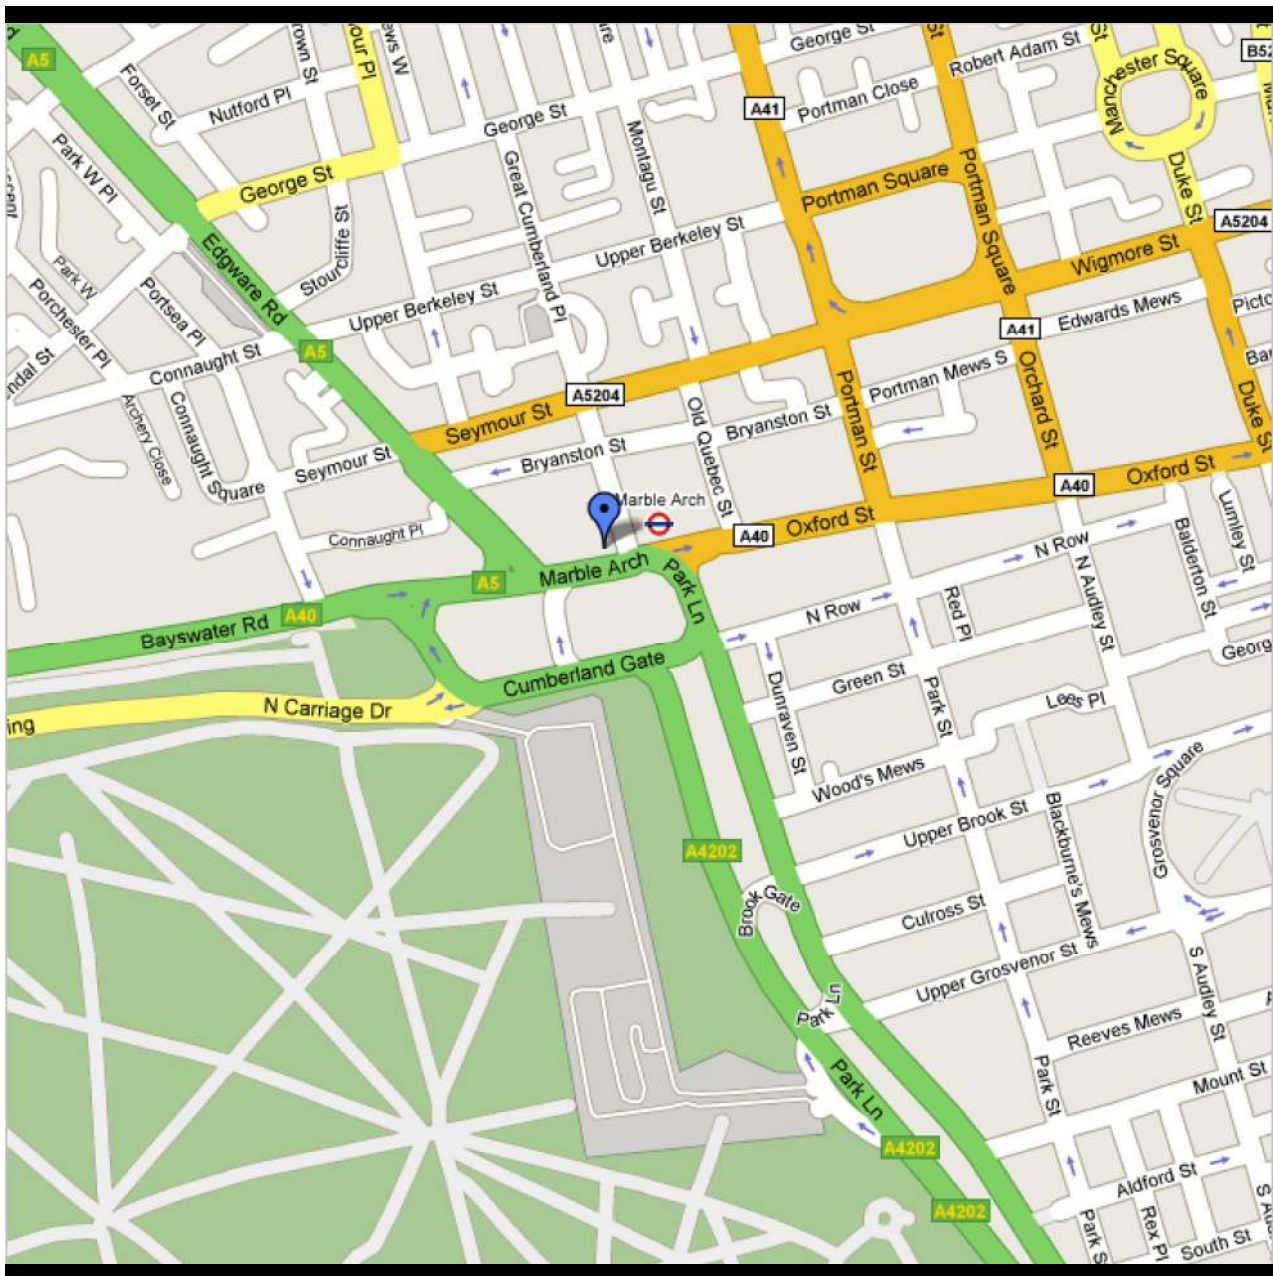 A5
Forset St
Nutford Pl
George St
George St
George St
A41
Portman Close
Robert Adam St
Manchester Square
Park W Pl
Great Cumberland Pl
Montagu St
Portman Square
Portman Square
Duke St
A5204
Edgware Rd
Stourcliffe St
Upper Berkeley St
Wigmore St
Park W
Porchester Pl
Portsea Pl
Upper Berkeley St
Edwards Mews
A41
A5
Connaught St
Portman Mews S
A5204
Archery Close
Connaught Square
Seymour St
Old Quebec St
Bryanston St
Portman St
Orchard St
Duke St
Bryanston St
Seymour St
Oxford St
A40
Marble Arch
Oxford St
A40
Connaught Pl
N Row
Balderton St
Lumley St
Marble Arch
A5
Park Ln
N Row
Red Pl
N Audley St
A40
Bayswater Rd
Cumberland Gate
Green St
Dunraven St
Park St
Lees Pl
N Carriage Dr
ing
Wood's Mews
Grosvenor Square
Upper Brook St
Blackburne's Mews
A4202
Brook Gate
Culross St
Upper Grosvenor St
S Audley St
Park Ln
Reeves Mews
Park Ln
Park St
Mount St
A4202
Aldford St
A4202
Rex Pl
South St